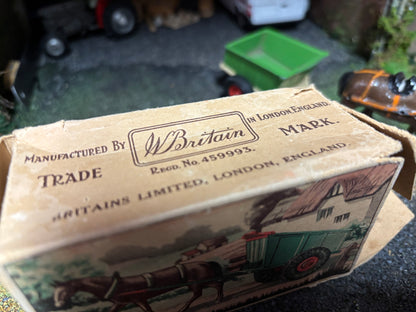 MANUFACTURED BY W. Britain IN LONDON ENGLAND.
TRADE REGD. No. 459993. MARK.
BRITAINS LIMITED, LONDON, ENGLAND